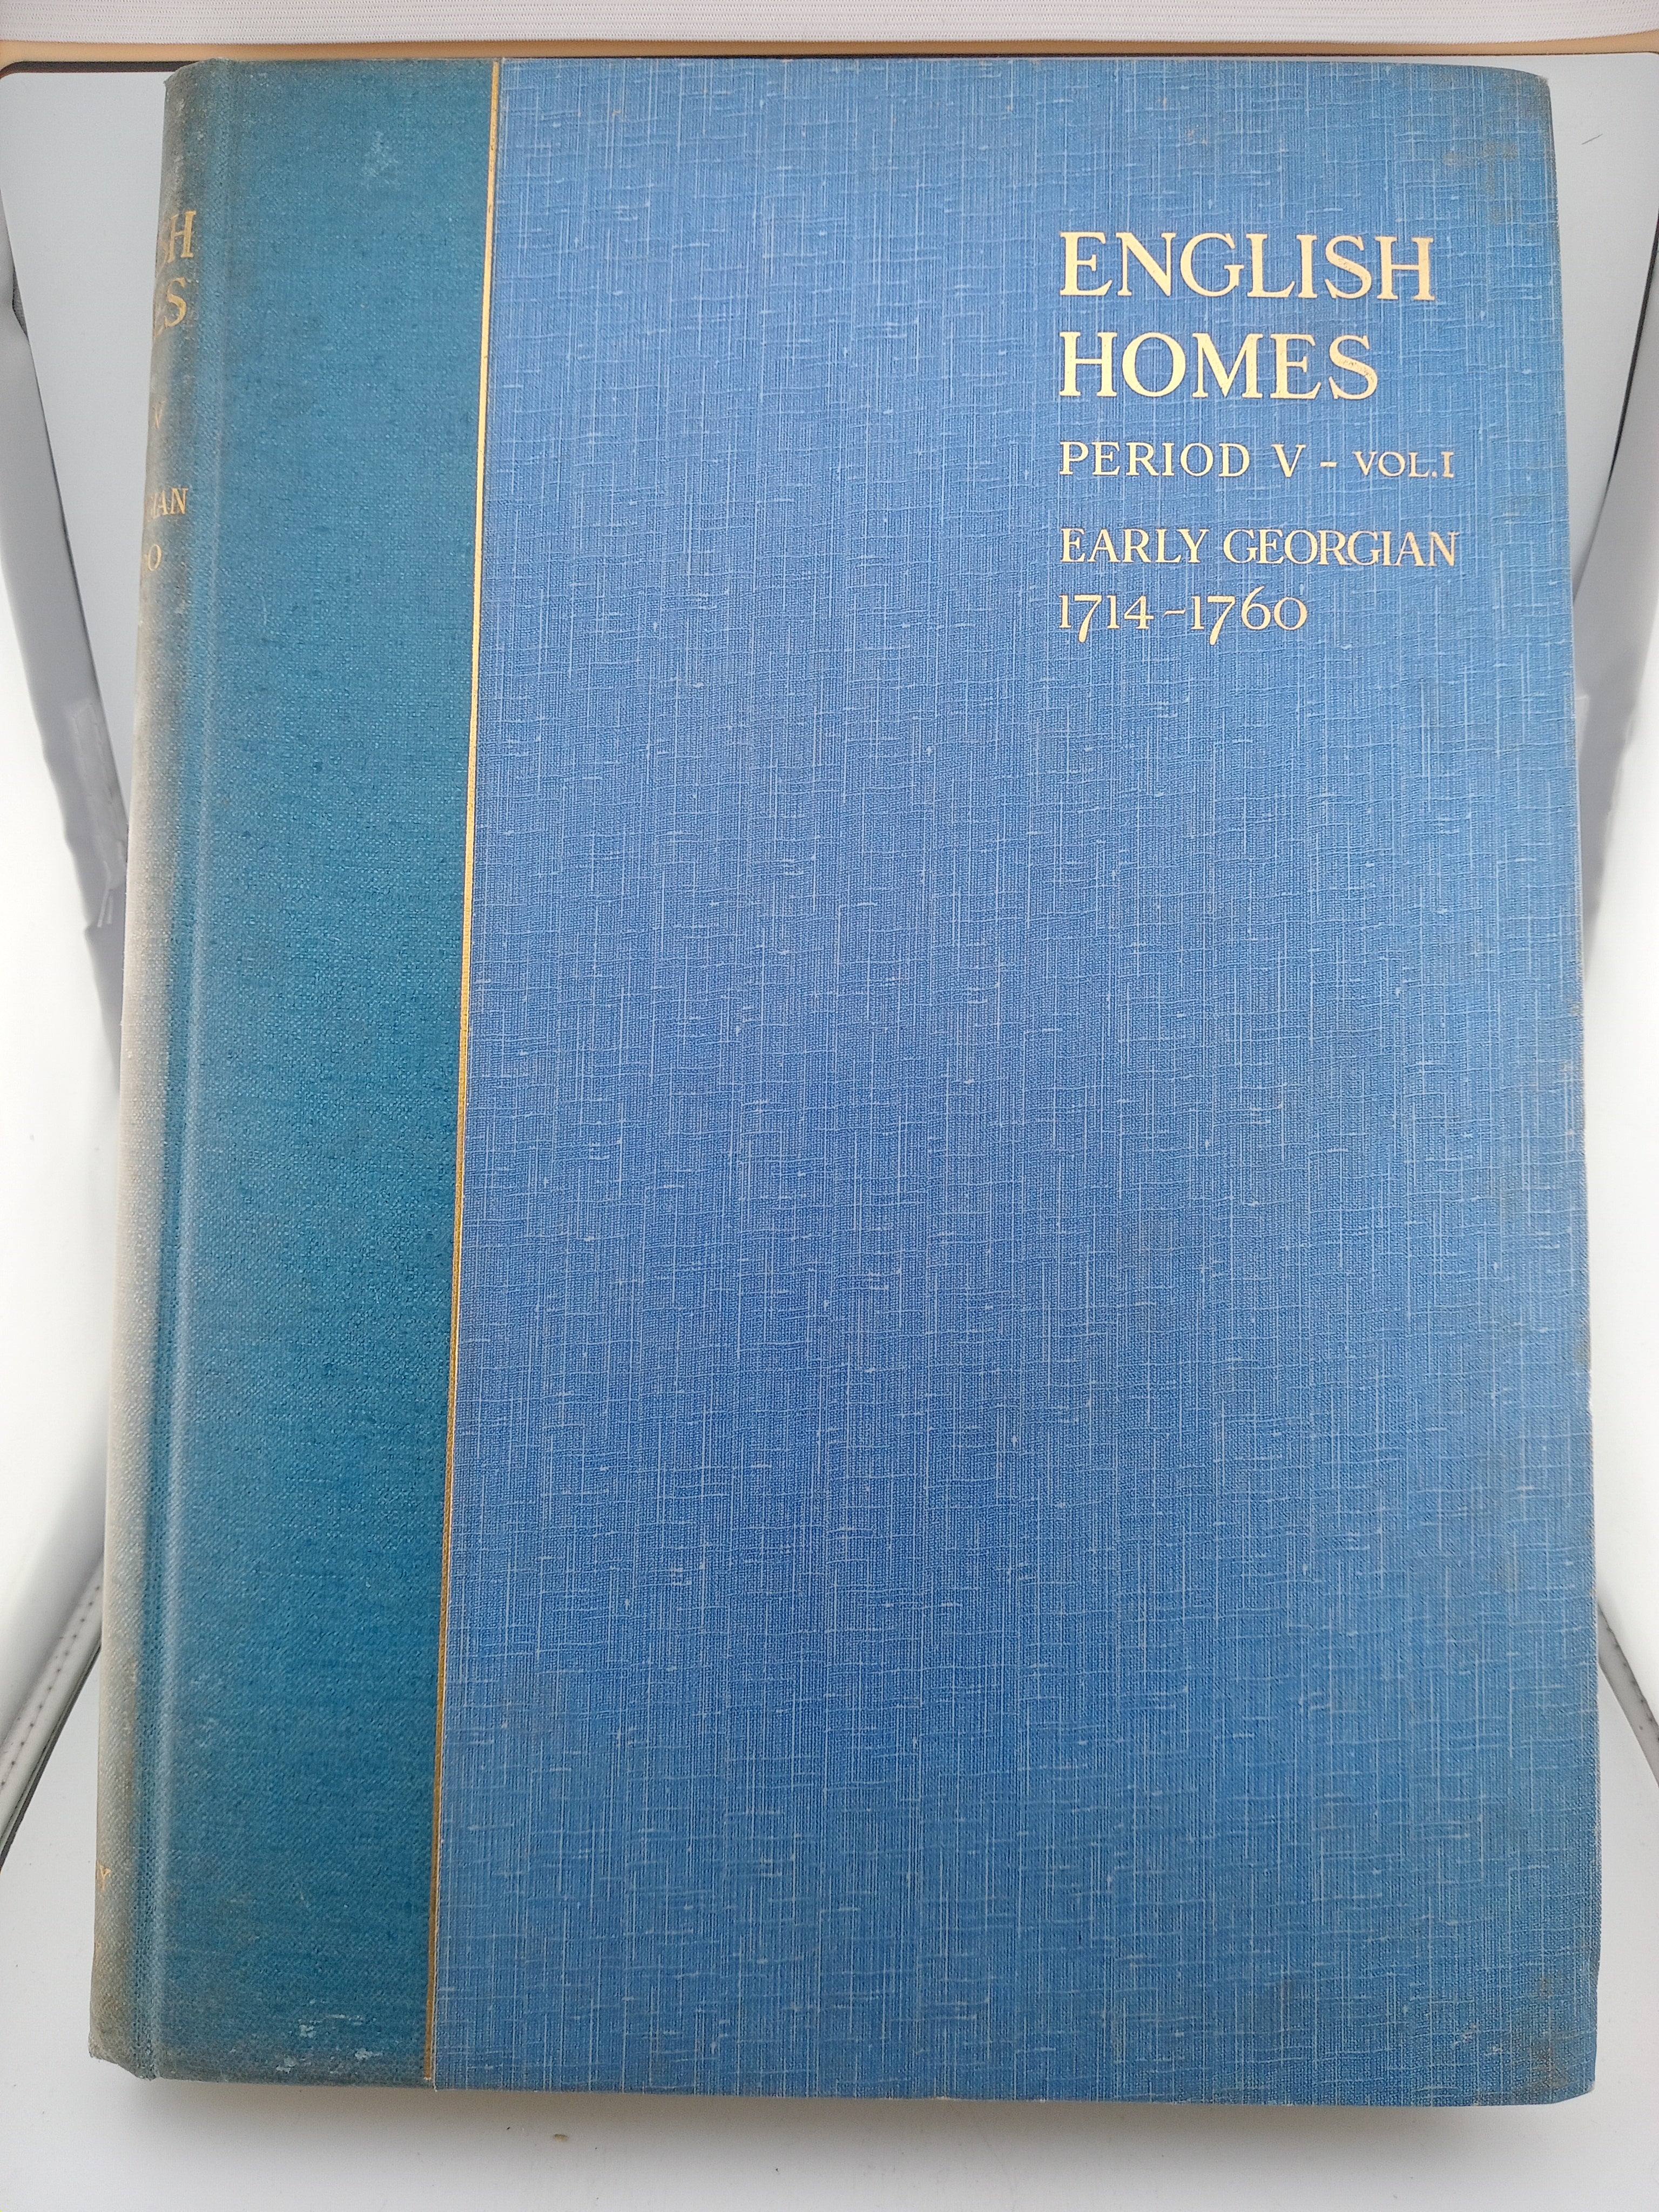 ENGLISH
HOMES
PERIOD V - VOL.I
EARLY GEORGIAN
1714-1760